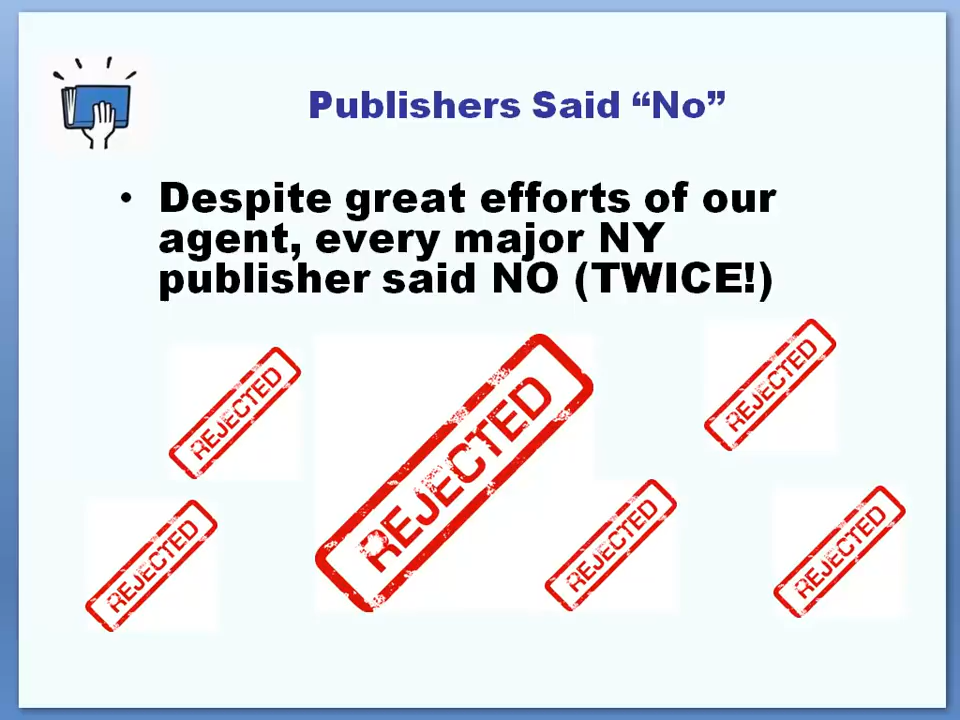 Publishers Said “No”
• Despite great efforts of our
agent, every major NY
publisher said NO (TWICE!)
REJECTED
REJECTED
REJECTED
REJECTED
REJECTED
REJECTED